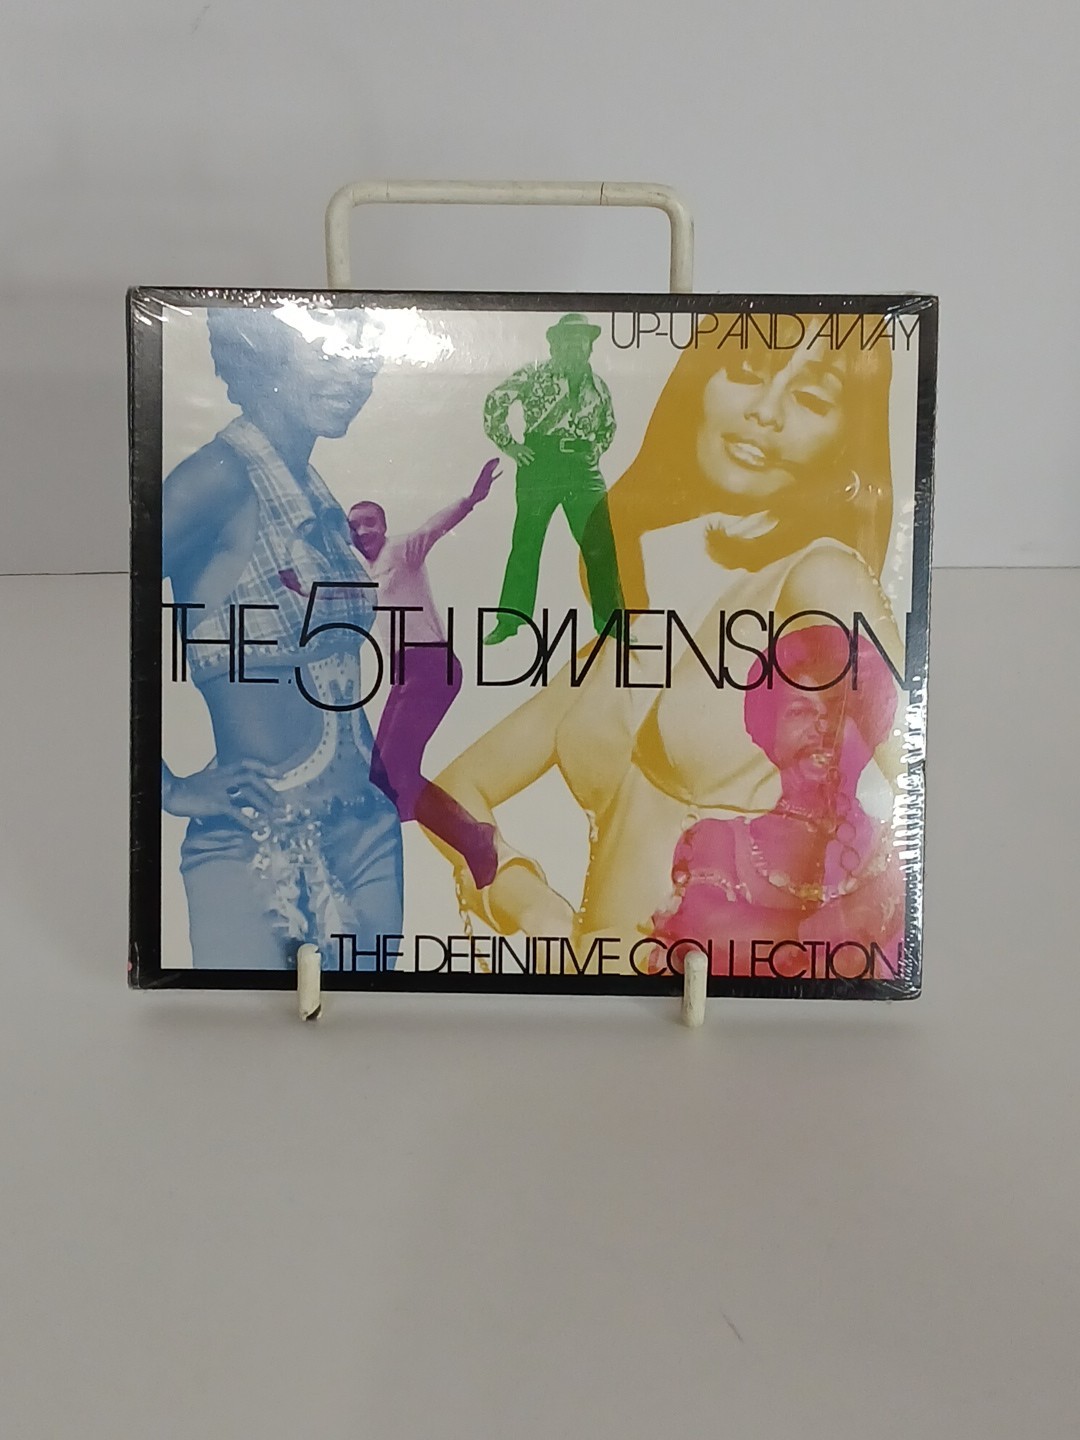 UP-UP AND AWAY
THE 5TH DIMENSION
THE DEFINITIVE COLLECTION